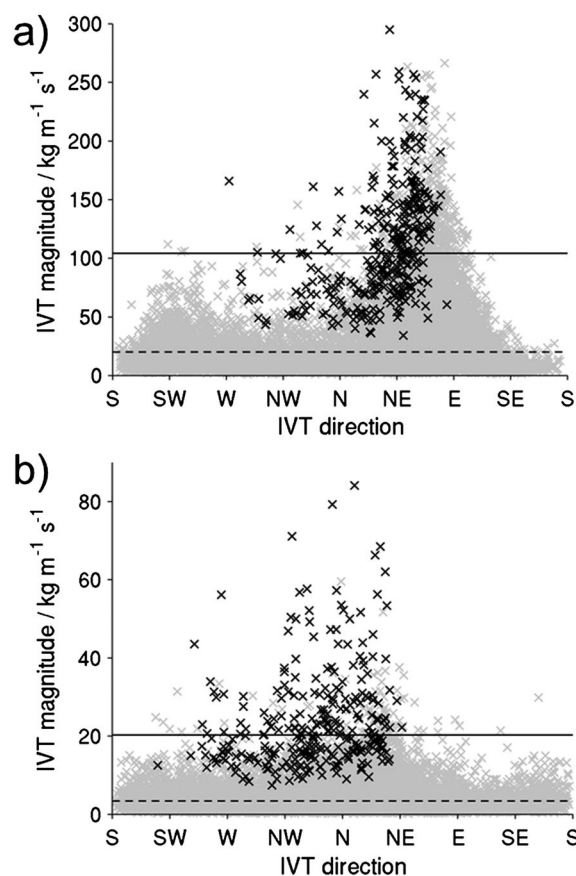 a)
300
250
200
150
100
50
0
IVT magnitude / kg m⁻¹ s⁻¹
S SW W NW N NE E SE S
IVT direction
b)
80
60
40
20
0
IVT magnitude / kg m⁻¹ s⁻¹
S SW W NW N NE E SE S
IVT direction